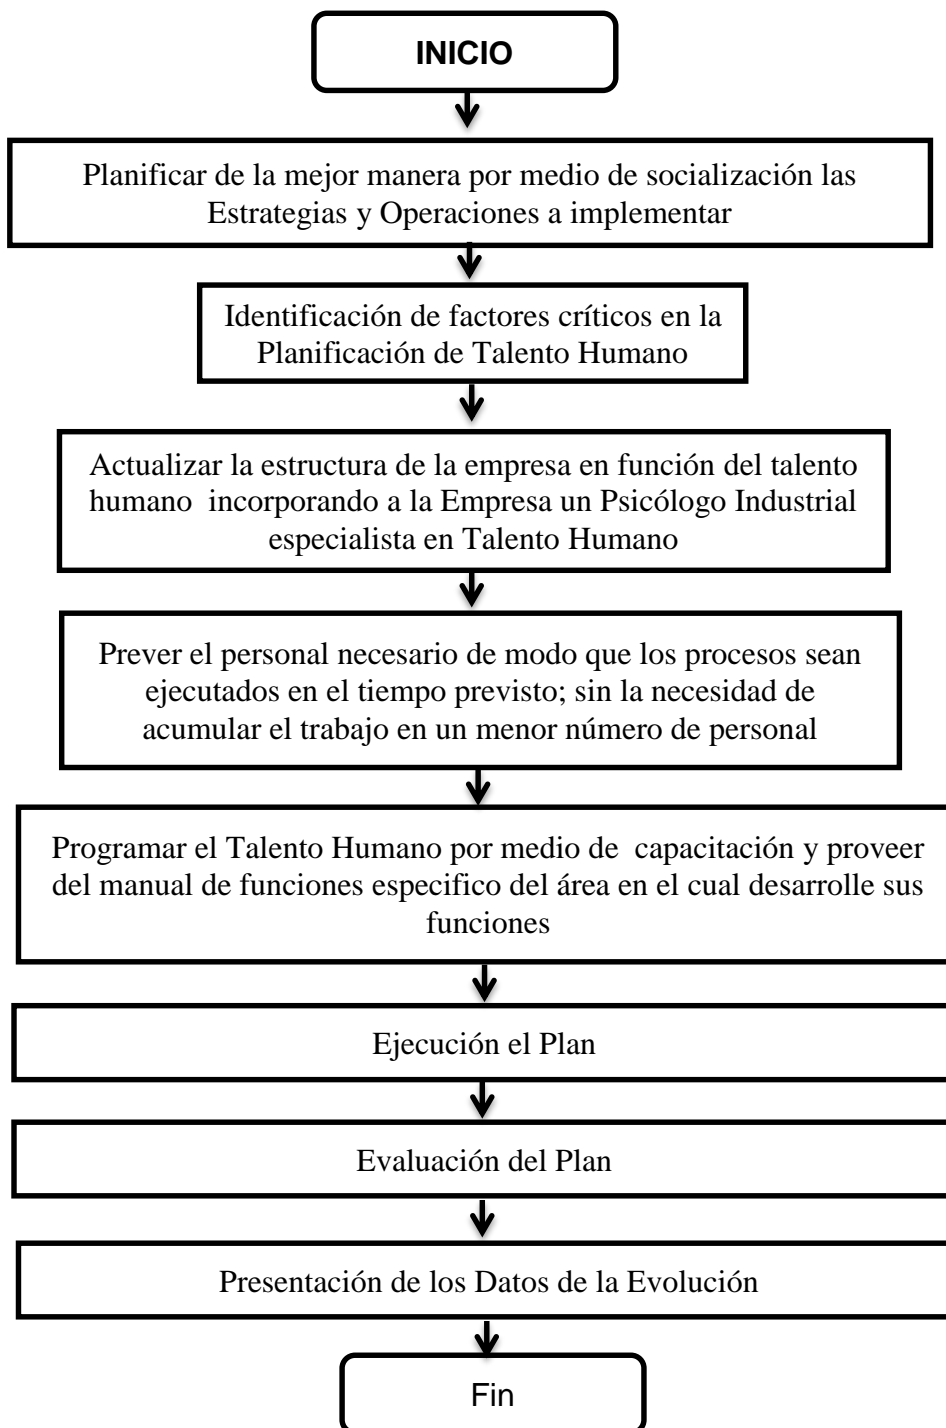 INICIO
Planificar de la mejor manera por medio de socialización las
Estrategias y Operaciones a implementar
Identificación de factores críticos en la
Planificación de Talento Humano
Actualizar la estructura de la empresa en función del talento
humano incorporando a la Empresa un Psicólogo Industrial
especialista en Talento Humano
Prever el personal necesario de modo que los procesos sean
ejecutados en el tiempo previsto; sin la necesidad de
acumular el trabajo en un menor número de personal
Programar el Talento Humano por medio de capacitación y proveer
del manual de funciones especifico del área en el cual desarrolle sus
funciones
Ejecución el Plan
Evaluación del Plan
Presentación de los Datos de la Evolución
Fin